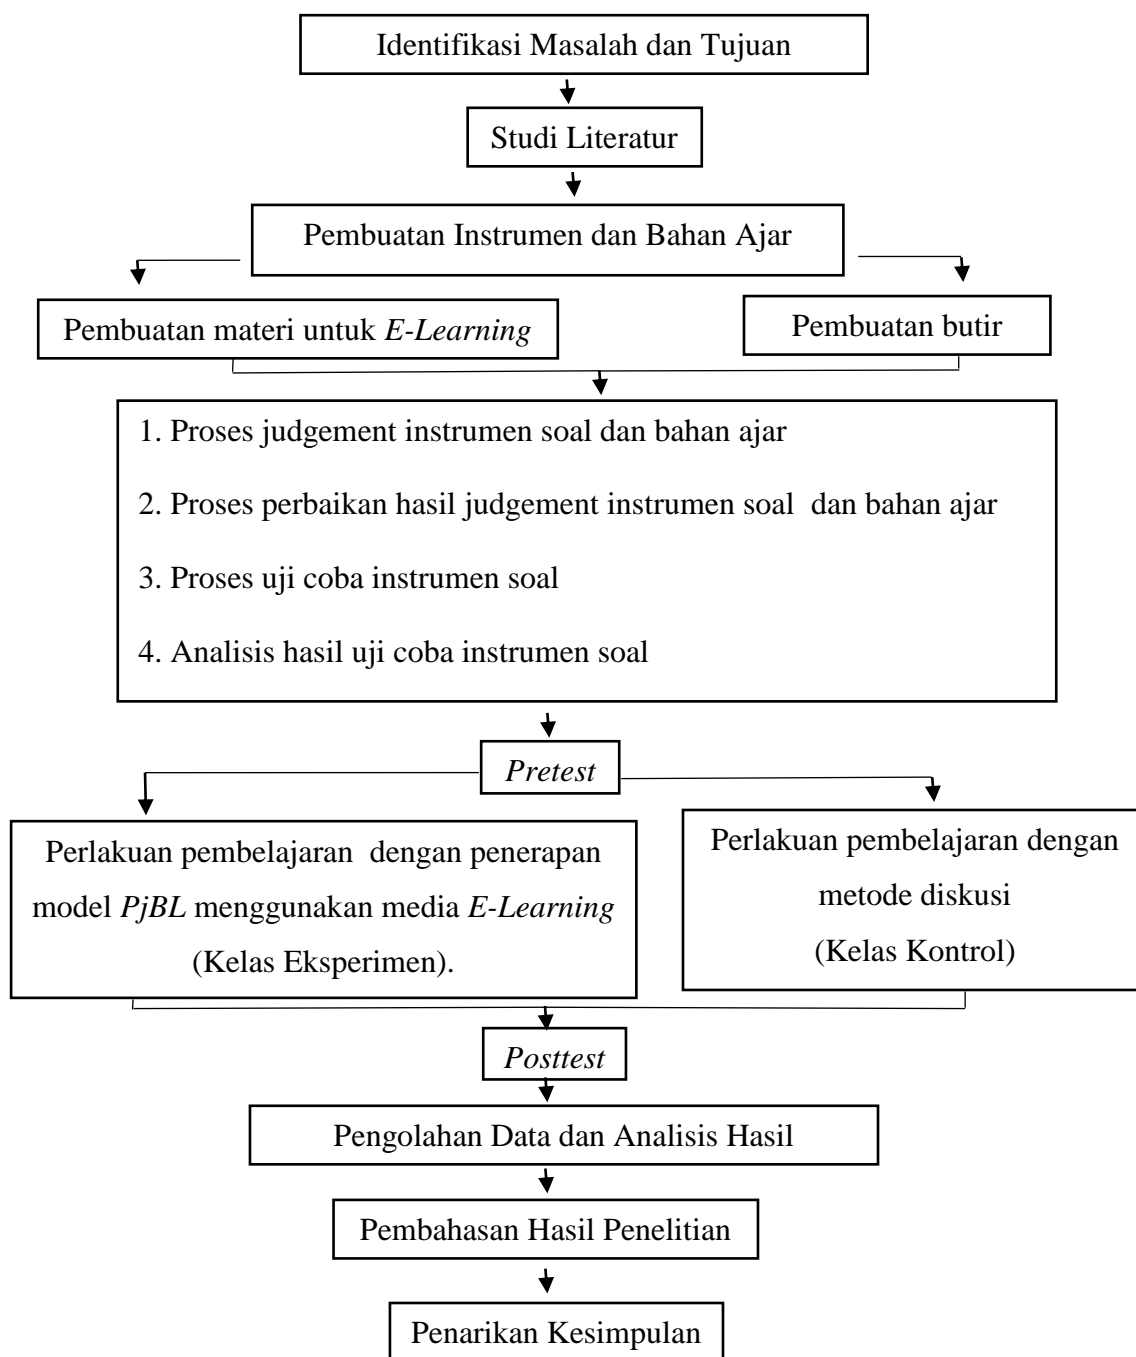 Identifikasi Masalah dan Tujuan
Studi Literatur
Pembuatan Instrumen dan Bahan Ajar
Pembuatan materi untuk E-Learning
Pembuatan butir
1. Proses judgement instrumen soal dan bahan ajar
2. Proses perbaikan hasil judgement instrumen soal  dan bahan ajar
3. Proses uji coba instrumen soal
4. Analisis hasil uji coba instrumen soal
Pretest
Perlakuan pembelajaran  dengan penerapan
model PjBL menggunakan media E-Learning
(Kelas Eksperimen).
Perlakuan pembelajaran dengan
metode diskusi
(Kelas Kontrol)
Posttest
Pengolahan Data dan Analisis Hasil
Pembahasan Hasil Penelitian
Penarikan Kesimpulan